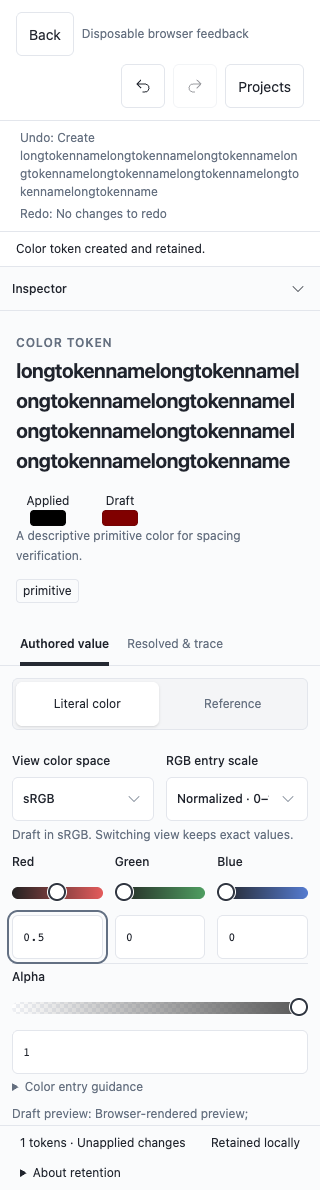 Back
Disposable browser feedback
Projects
Undo: Create
longtokennamelongtokennamelongtokennamelon
gtokennamelongtokennamelongtokennamelongto
kennamelongtokenname
Redo: No changes to redo
Color token created and retained.
Inspector
COLOR TOKEN
longtokennamelongtokennamel
ongtokennamelongtokennamel
ongtokennamelongtokennamel
ongtokennamelongtokenname
Applied Draft
A descriptive primitive color for spacing
verification.
primitive
Authored value Resolved & trace
Literal color Reference
View color space RGB entry scale
sRGB Normalized · 0–
Draft in sRGB. Switching view keeps exact values.
Red Green Blue
0.5 0 0
Alpha
1
Color entry guidance
Draft preview: Browser-rendered preview;
1 tokens · Unapplied changes Retained locally
About retention